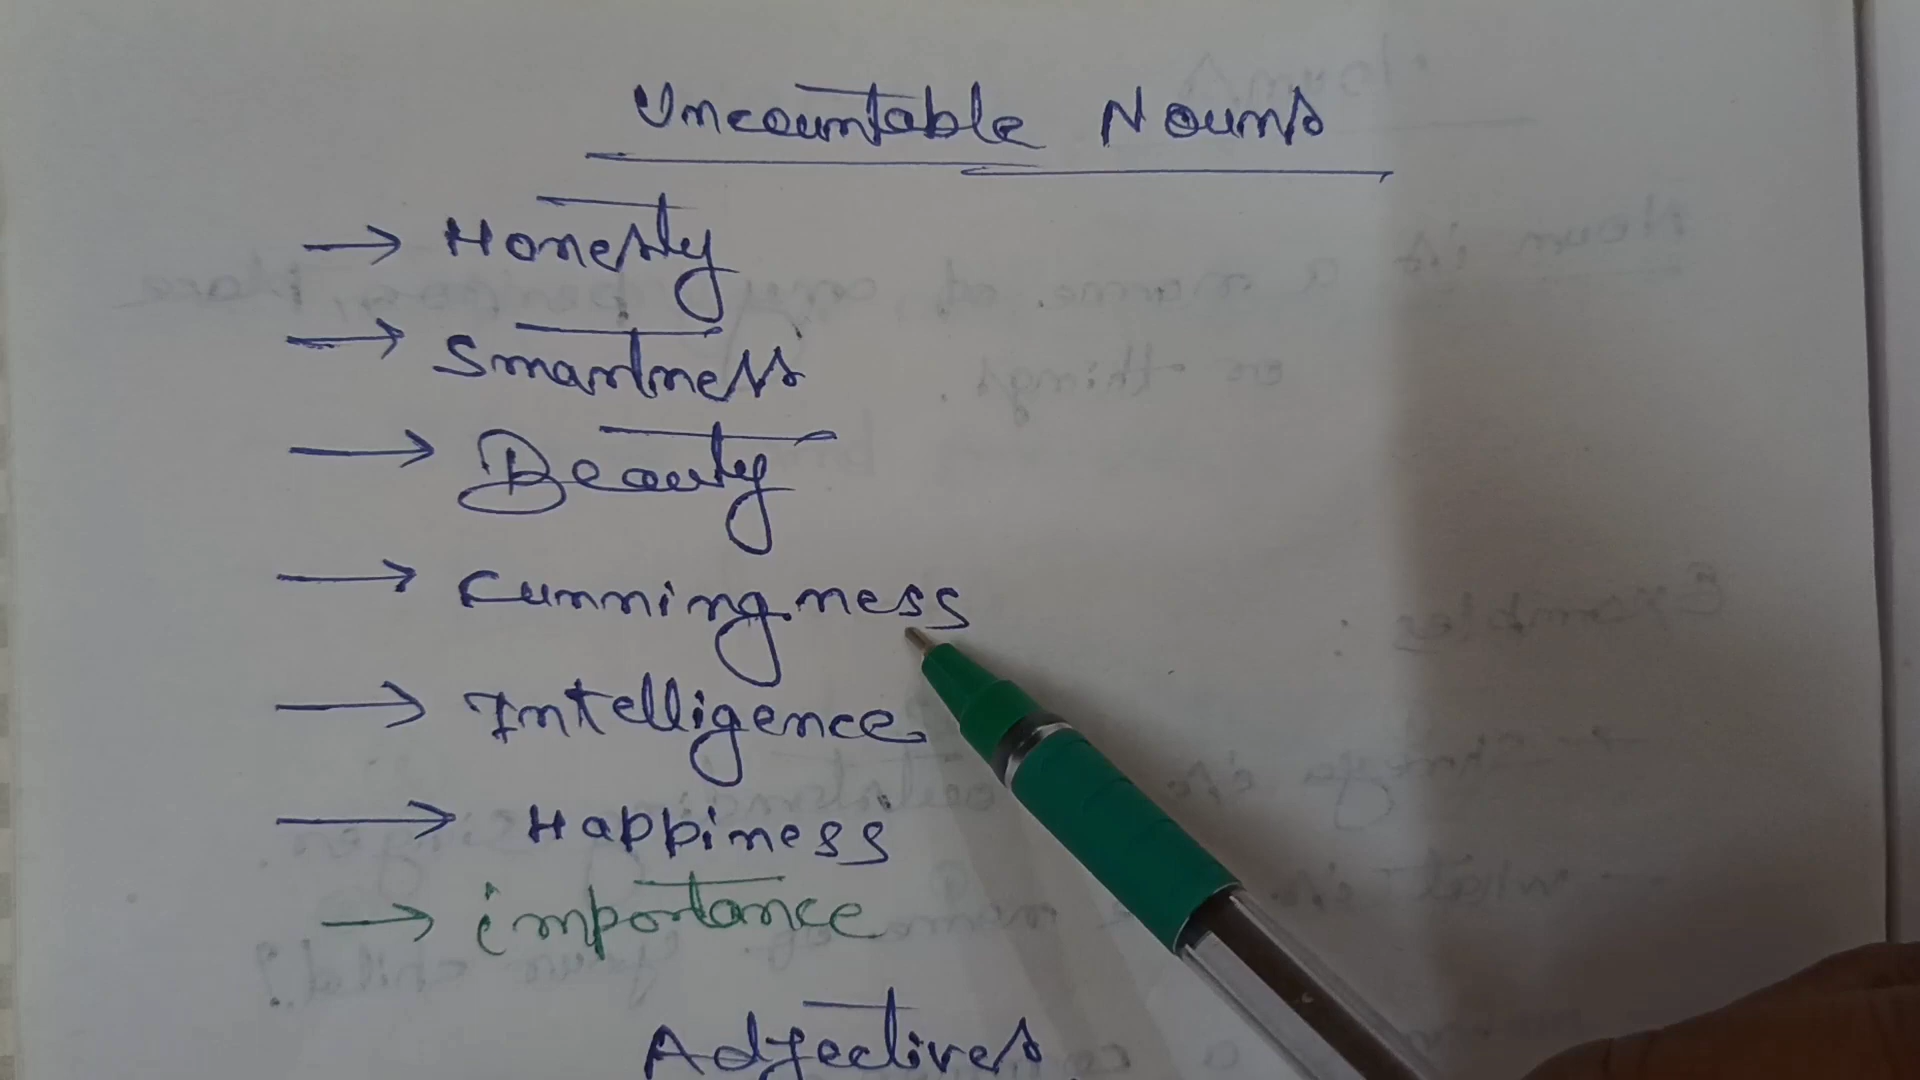 Uncountable Nouns
→ Honesty
→ Smartness
→ Beauty
→ Cunningness
→ Intelligence
→ Happiness
→ importance
Adjectives